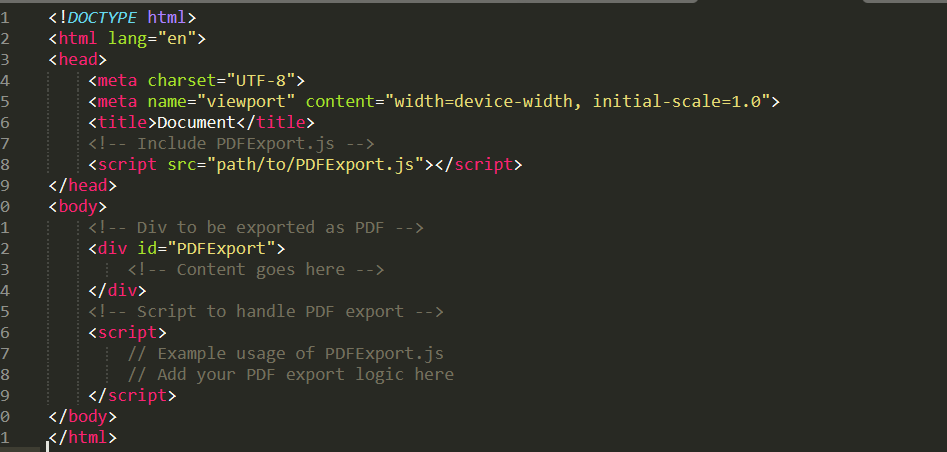 1 <!DOCTYPE html>
2 <html lang="en">
3 <head>
4     <meta charset="UTF-8">
5     <meta name="viewport" content="width=device-width, initial-scale=1.0">
6     <title>Document</title>
7     <!-- Include PDFExport.js -->
8     <script src="path/to/PDFExport.js"></script>
9 </head>
0 <body>
1     <!-- Div to be exported as PDF -->
2     <div id="PDFExport">
3         <!-- Content goes here -->
4     </div>
5     <!-- Script to handle PDF export -->
6     <script>
7         // Example usage of PDFExport.js
8         // Add your PDF export logic here
9     </script>
0 </body>
1 </html>